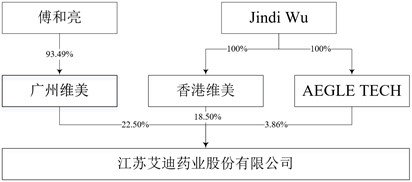 傅和亮
Jindi Wu
93.49%
100%
100%
广州维美
香港维美
AEGLE TECH
22.50%
18.50%
3.86%
江苏艾迪药业股份有限公司